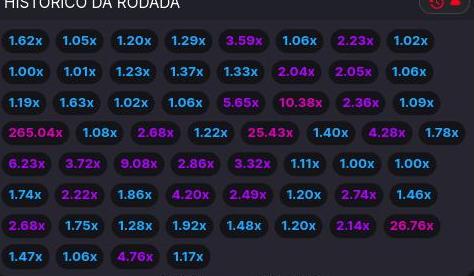 HISTÓRICO DA RODADA
1.62x 1.05x 1.20x 1.29x 3.59x 1.06x 2.23x 1.02x
1.00x 1.01x 1.23x 1.37x 1.33x 2.04x 2.05x 1.06x
1.19x 1.63x 1.02x 1.06x 5.65x 10.38x 2.36x 1.09x
265.04x 1.08x 2.68x 1.22x 25.43x 1.40x 4.28x 1.78x
6.23x 3.72x 9.08x 2.86x 3.32x 1.11x 1.00x 1.00x
1.74x 2.22x 1.86x 4.20x 2.49x 1.20x 2.74x 1.46x
2.68x 1.75x 1.28x 1.92x 1.48x 1.20x 2.14x 26.76x
1.47x 1.06x 4.76x 1.17x